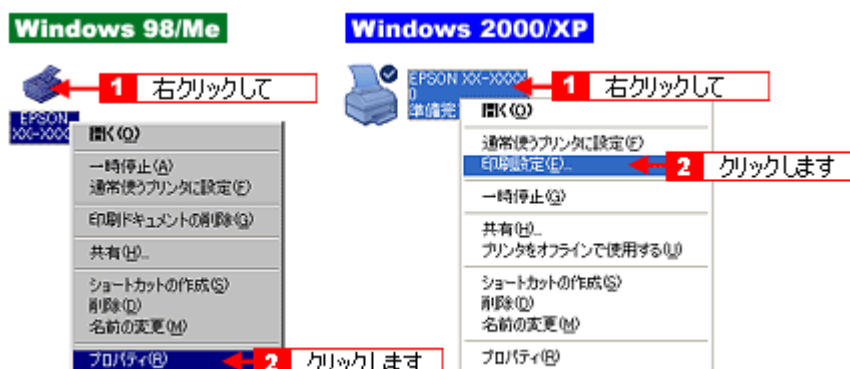 Windows 98/Me
1 右クリックして
EPSON
XX-XXXX
開く(O)
一時停止(A)
通常使うプリンタに設定(F)
印刷ドキュメントの削除(G)
共有(H)...
ショートカットの作成(S)
削除(D)
名前の変更(M)
プロパティ(R)
2 クリックします
Windows 2000/XP
EPSON XX-XXXX
0
準備完
1 右クリックして
開く(O)
通常使うプリンタに設定(F)
印刷設定(E)...
2 クリックします
一時停止(G)
共有(H)...
プリンタをオフラインで使用する(U)
ショートカットの作成(S)
削除(D)
名前の変更(M)
プロパティ(R)